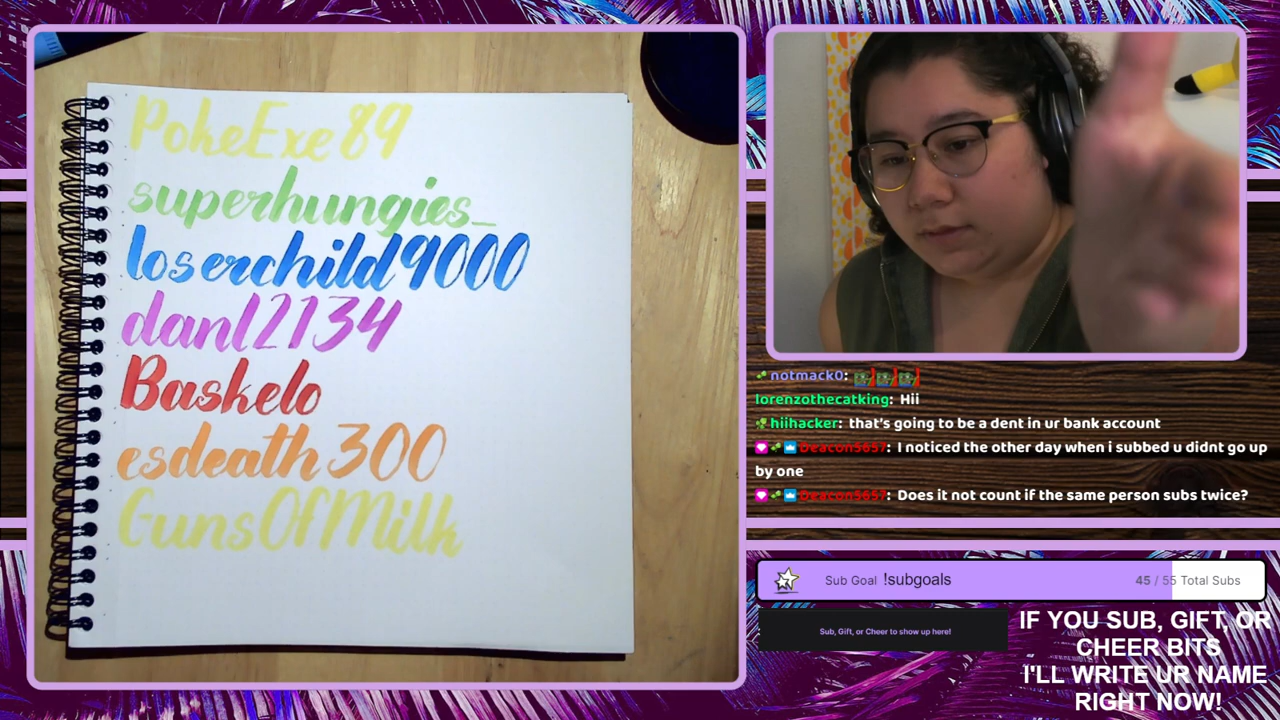 PokeExe89
superhungies_
loserchild9000
danl2134
Baskelo
esdeath300
GunsOfMilk
notmack0:
lorenzothecatking: Hii
hiihacker: that's going to be a dent in ur bank account
Deacon5657: I noticed the other day when i subbed u didnt go up
by one
Deacon5657: Does it not count if the same person subs twice?
Sub Goal !subgoals 45 / 55 Total Subs
Sub, Gift, or Cheer to show up here!
IF YOU SUB, GIFT, OR
CHEER BITS
I'LL WRITE UR NAME
RIGHT NOW!